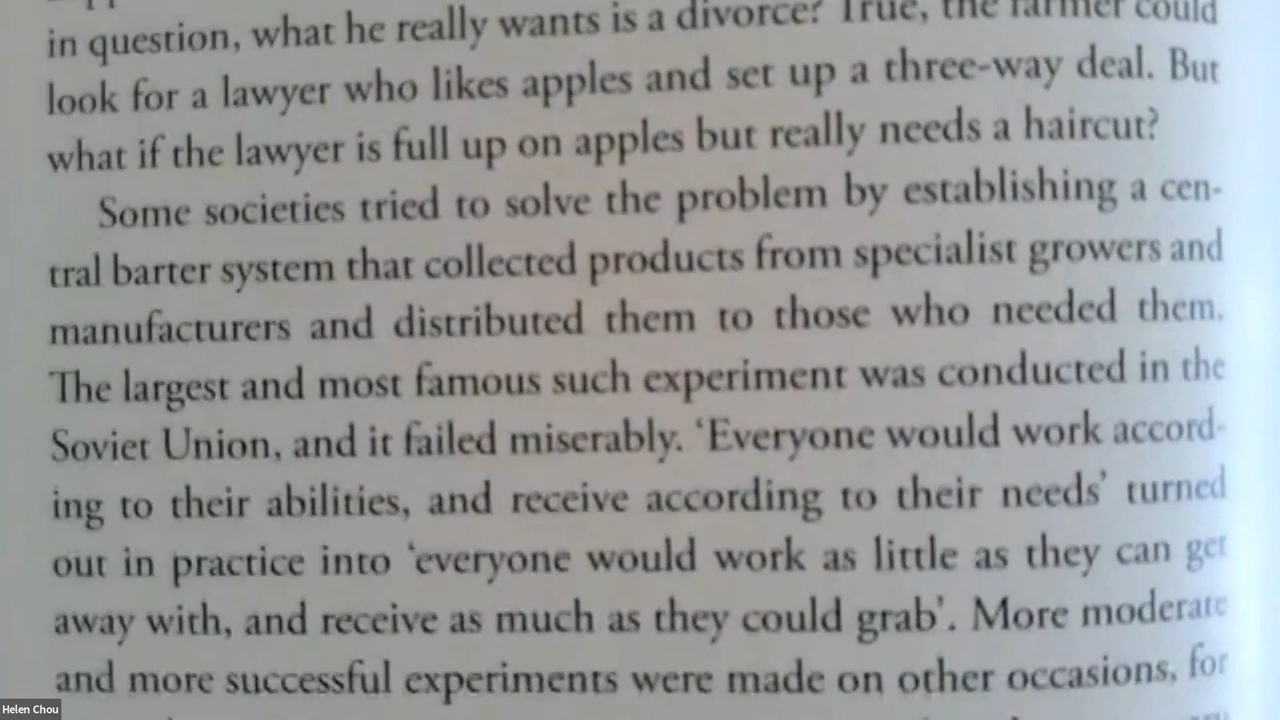 in question, what he really wants is a divorce? True, the farmer could
look for a lawyer who likes apples and set up a three-way deal. But
what if the lawyer is full up on apples but really needs a haircut?
Some societies tried to solve the problem by establishing a cen-
tral barter system that collected products from specialist growers and
manufacturers and distributed them to those who needed them.
The largest and most famous such experiment was conducted in the
Soviet Union, and it failed miserably. ‘Everyone would work accord-
ing to their abilities, and receive according to their needs’ turned
out in practice into ‘everyone would work as little as they can get
away with, and receive as much as they could grab’. More moderate
and more successful experiments were made on other occasions, for
Helen Chou